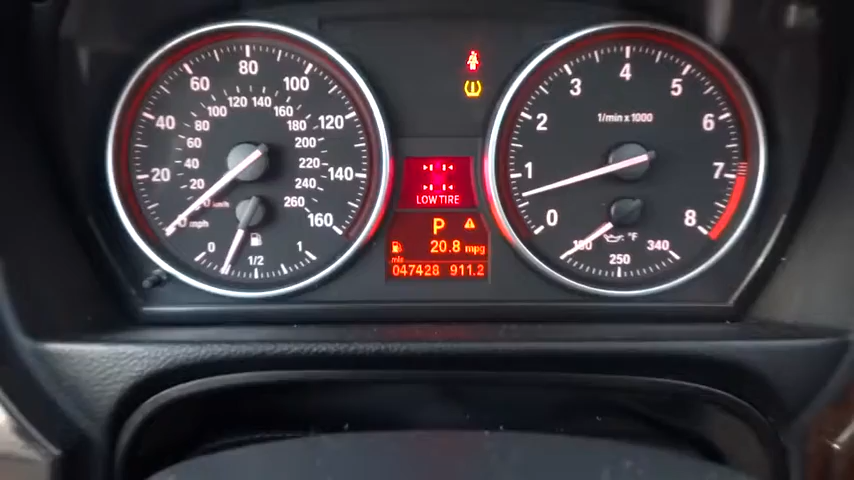 20 40 60 80 100 120 140 160
20 40 60 80 100 120 140 160 180 200 220 240 260
km/h
mph
0 1/2 1
LOW TIRE
P
20.8 mpg
mls
047428 911.2
0 1 2 3 4 5 6 7 8
1/min x 1000
°F
150 250 340